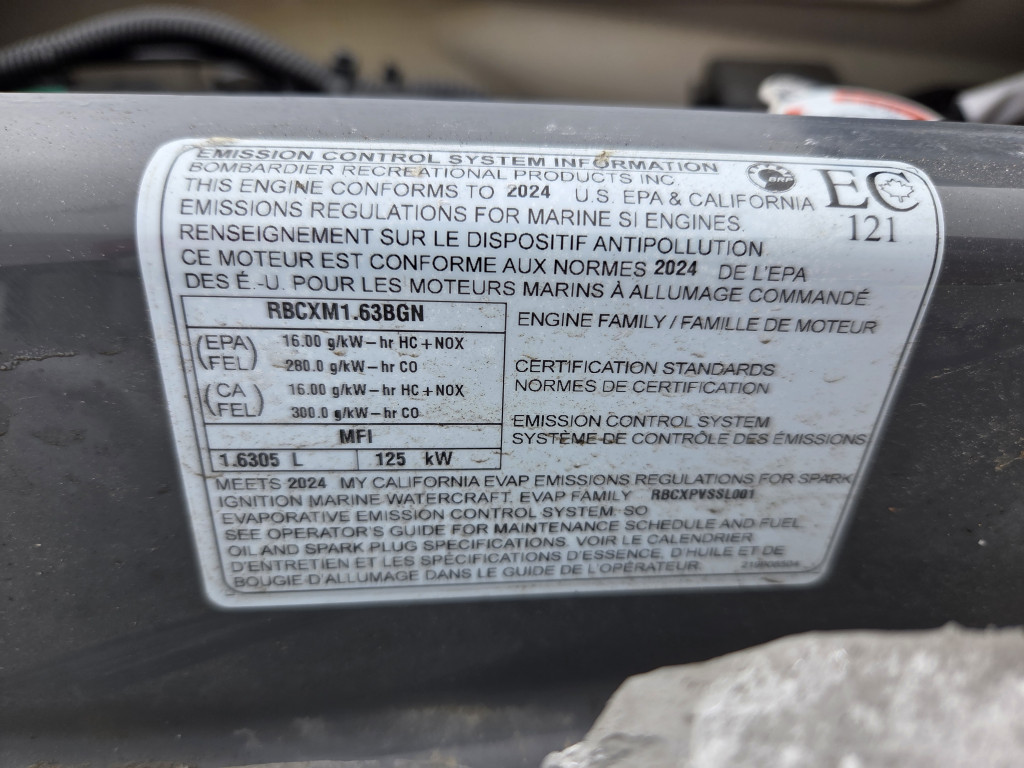 EMISSION CONTROL SYSTEM INFORMATION
BOMBARDIER RECREATIONAL PRODUCTS INC.
BRP
EC
121
THIS ENGINE CONFORMS TO 2024 U.S. EPA & CALIFORNIA
EMISSIONS REGULATIONS FOR MARINE SI ENGINES.
RENSEIGNEMENT SUR LE DISPOSITIF ANTIPOLLUTION
CE MOTEUR EST CONFORME AUX NORMES 2024 DE L'EPA
DES É.-U. POUR LES MOTEURS MARINS À ALLUMAGE COMMANDÉ
RBCXM1.63BGN
ENGINE FAMILY / FAMILLE DE MOTEUR
(EPA FEL) 16.00 g/kW-hr HC+NOX
280.0 g/kW-hr CO
(CA FEL) 16.00 g/kW-hr HC+NOX
300.0 g/kW-hr CO
CERTIFICATION STANDARDS
NORMES DE CERTIFICATION
MFI
EMISSION CONTROL SYSTEM
SYSTÈME DE CONTRÔLE DES ÉMISSIONS
1.6305 L 125 kW
MEETS 2024 MY CALIFORNIA EVAP EMISSIONS REGULATIONS FOR SPARK
IGNITION MARINE WATERCRAFT. EVAP FAMILY RBCXPVSSL001
EVAPORATIVE EMISSION CONTROL SYSTEM: SO
SEE OPERATOR'S GUIDE FOR MAINTENANCE SCHEDULE AND FUEL,
OIL AND SPARK PLUG SPECIFICATIONS. VOIR LE CALENDRIER
D'ENTRETIEN ET LES SPÉCIFICATIONS D'ESSENCE, D'HUILE ET DE
BOUGIE D'ALLUMAGE DANS LE GUIDE DE L'OPÉRATEUR.